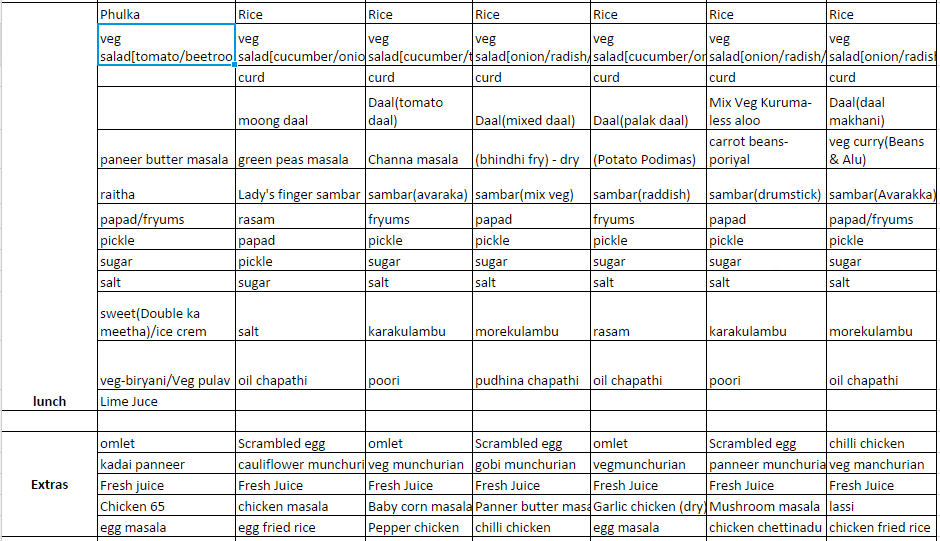 Phulka Rice Rice Rice Rice Rice Rice
veg veg veg veg veg veg veg
salad[tomato/beetroo salad[cucumber/onio salad[cucumber/t salad[onion/radish/ salad[cucumber/or salad[onion/radish/ salad[onion/radish
curd curd curd curd curd curd
Daal(tomato Mix Veg Kuruma- Daal(daal
moong daal daal) Daal(mixed daal) Daal(palak daal) less aloo makhani)
carrot beans- veg curry(Beans
paneer butter masala green peas masala Channa masala (bhindhi fry) - dry (Potato Podimas) poriyal & Alu)
raitha Lady's finger sambar sambar(avaraka) sambar(mix veg) sambar(raddish) sambar(drumstick) sambar(Avarakka)
papad/fryums rasam fryums papad fryums papad papad/fryums
pickle papad pickle pickle pickle pickle pickle
sugar pickle sugar sugar sugar sugar sugar
salt sugar salt salt salt salt salt
sweet(Double ka
meetha)/ice crem salt karakulambu morekulambu rasam karakulambu morekulambu
veg-biryani/Veg pulav oil chapathi poori pudhina chapathi oil chapathi poori oil chapathi
lunch Lime Juce
omlet Scrambled egg omlet Scrambled egg omlet Scrambled egg chilli chicken
kadai panneer cauliflower munchuri veg munchurian gobi munchurian vegmunchurian panneer munchuria veg manchurian
Extras Fresh juice Fresh Juice Fresh Juice Fresh Juice Fresh Juice Fresh Juice Fresh Juice
Chicken 65 chicken masala Baby corn masala Panner butter masa Garlic chicken (dry) Mushroom masala lassi
egg masala egg fried rice Pepper chicken chilli chicken egg masala chicken chettinadu chicken fried rice